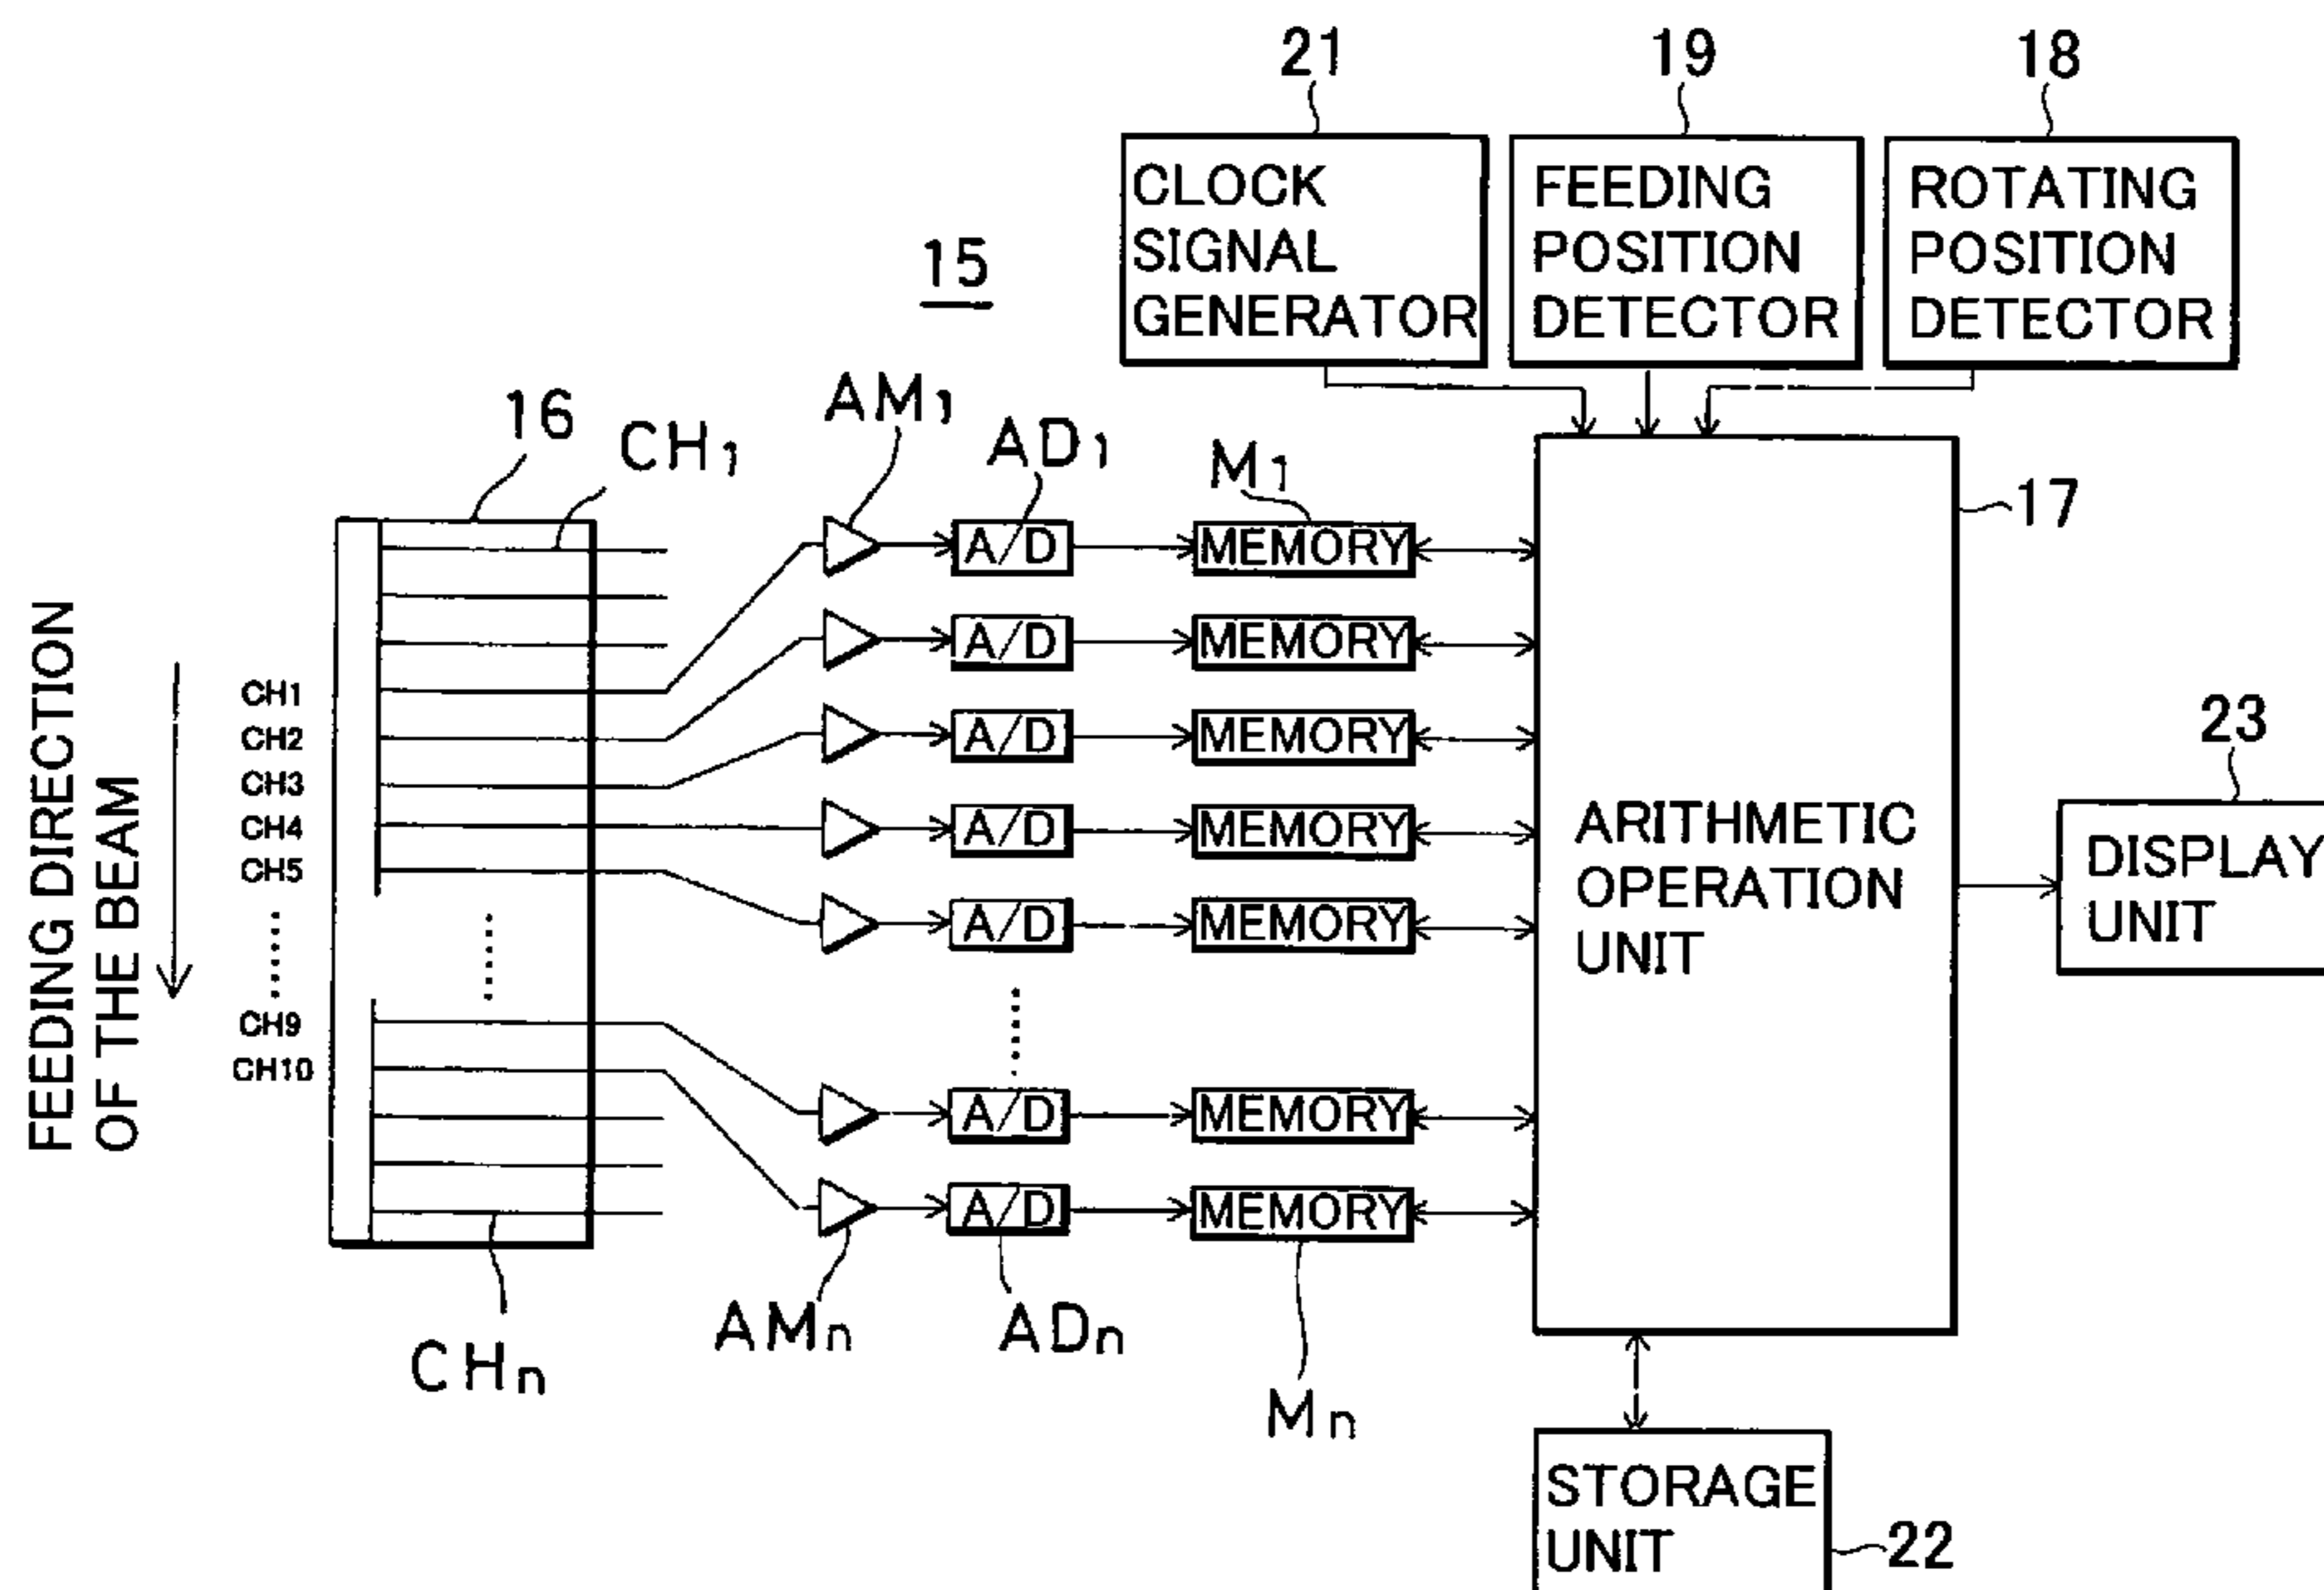 21
19
18
CLOCK
SIGNAL
GENERATOR
FEEDING
POSITION
DETECTOR
ROTATING
POSITION
DETECTOR
15
16
CH1
AM1
AD1
M1
17
A/D
MEMORY
A/D
MEMORY
A/D
MEMORY
A/D
MEMORY
A/D
MEMORY
A/D
MEMORY
A/D
MEMORY
FEEDING DIRECTION
OF THE BEAM
CH1
CH2
CH3
CH4
CH5
CH9
CH10
ARITHMETIC
OPERATION
UNIT
23
DISPLAY
UNIT
CHn
AMn
ADn
Mn
STORAGE
UNIT
22